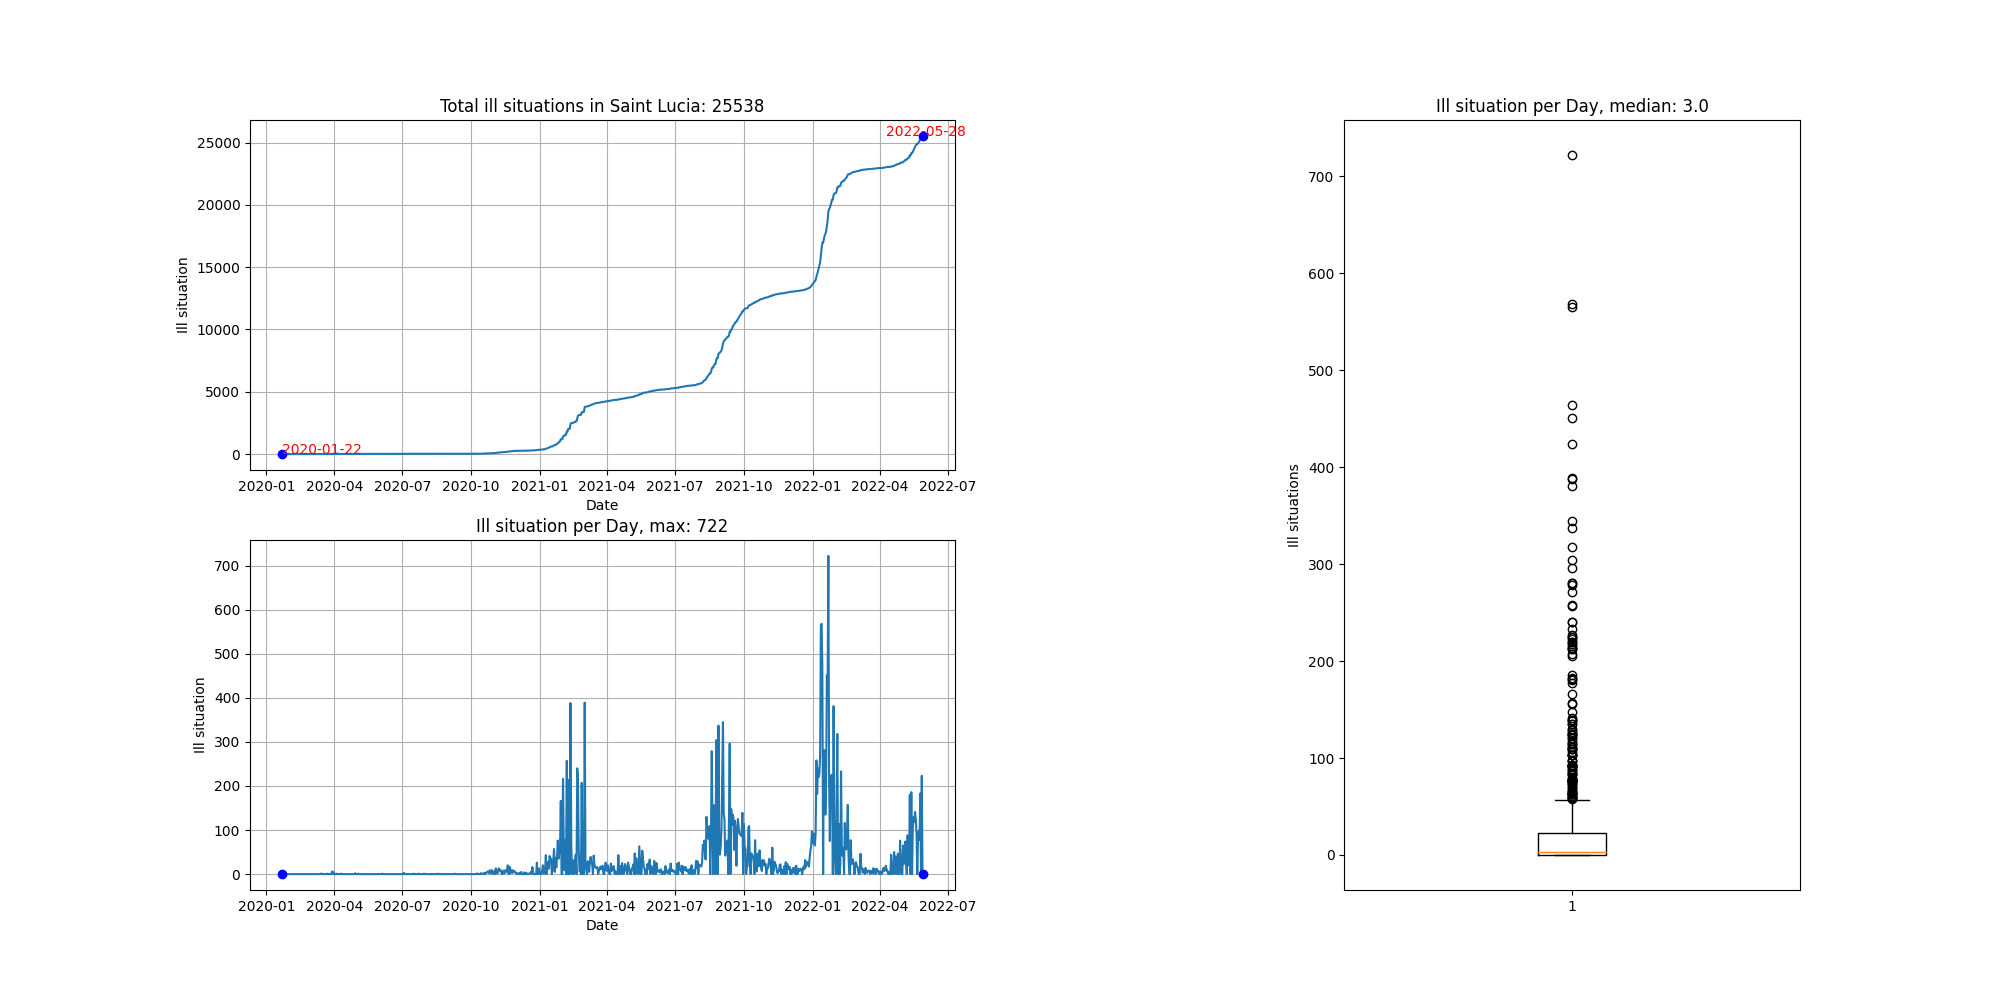 Total ill situations in Saint Lucia: 25538
2022-05-28
25000
20000
15000
10000
5000
0
Ill situation
2020-01-22
2020-01 2020-04 2020-07 2020-10 2021-01 2021-04 2021-07 2021-10 2022-01 2022-04 2022-07
Date
Ill situation per Day, max: 722
700
600
500
400
300
200
100
0
Ill situation
2020-01 2020-04 2020-07 2020-10 2021-01 2021-04 2021-07 2021-10 2022-01 2022-04 2022-07
Date
Ill situation per Day, median: 3.0
700
600
500
400
300
200
100
0
Ill situations
1